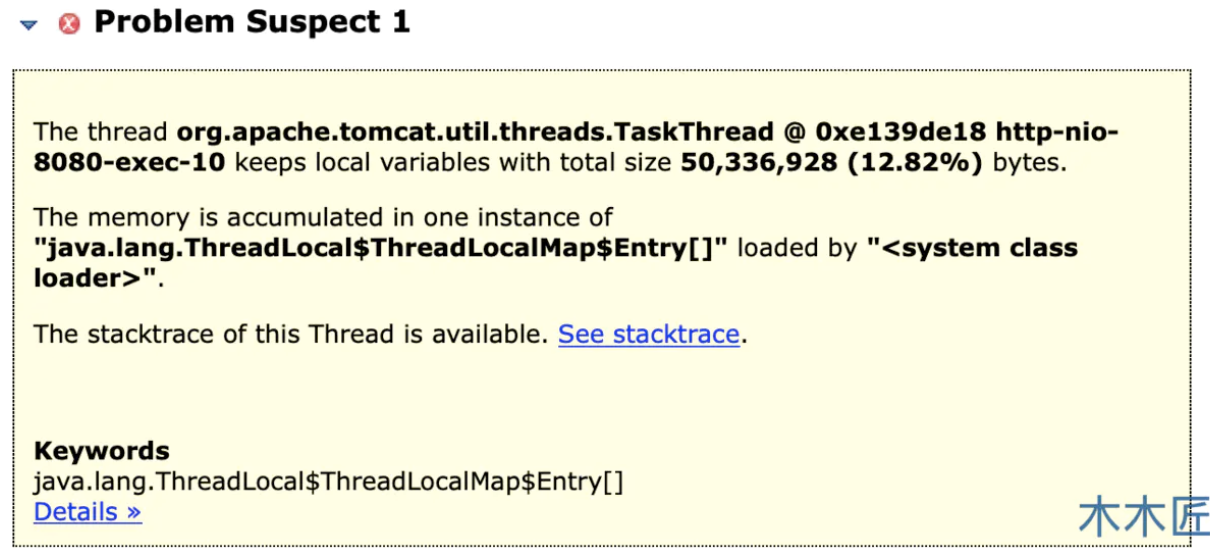 Problem Suspect 1
The thread org.apache.tomcat.util.threads.TaskThread @ 0xe139de18 http-nio-
8080-exec-10 keeps local variables with total size 50,336,928 (12.82%) bytes.
The memory is accumulated in one instance of
"java.lang.ThreadLocal$ThreadLocalMap$Entry[]" loaded by "<system class
loader>".
The stacktrace of this Thread is available. See stacktrace.
Keywords
java.lang.ThreadLocal$ThreadLocalMap$Entry[]
Details »
木木匠